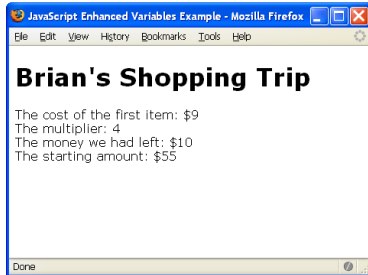 JavaScript Enhanced Variables Example - Mozilla Firefox
File Edit View History Bookmarks Tools Help
Brian's Shopping Trip
The cost of the first item: $9
The multiplier: 4
The money we had left: $10
The starting amount: $55
Done